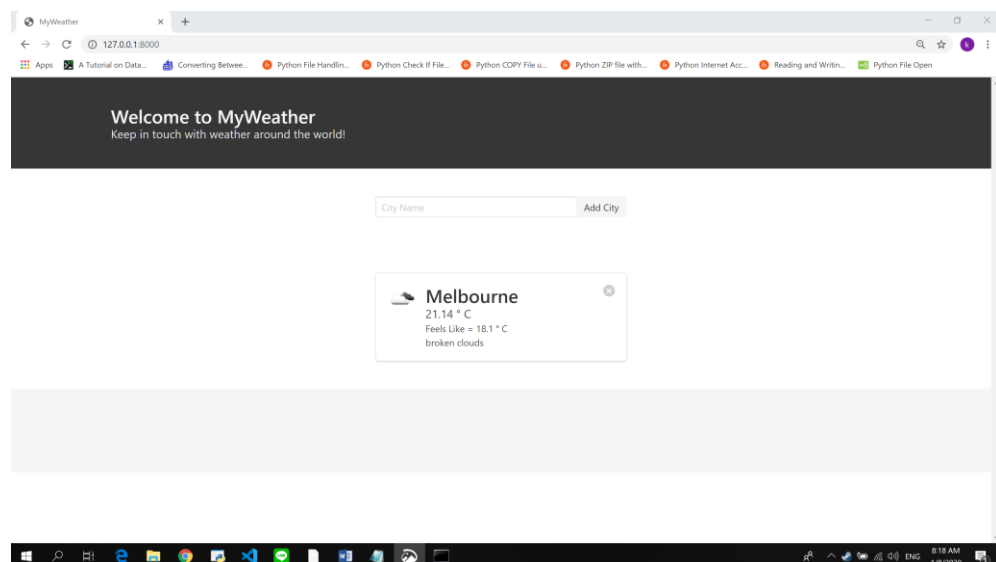 MyWeather
127.0.0.1:8000
Apps A Tutorial on Data... Converting Betwee... Python File Handlin... Python Check If File... Python COPY File u... Python ZIP file with... Python Internet Acc... Reading and Writin... Python File Open
Welcome to MyWeather
Keep in touch with weather around the world!
City Name Add City
Melbourne
21.14 ° C
Feels Like = 18.1 ° C
broken clouds
ENG 8:18 AM